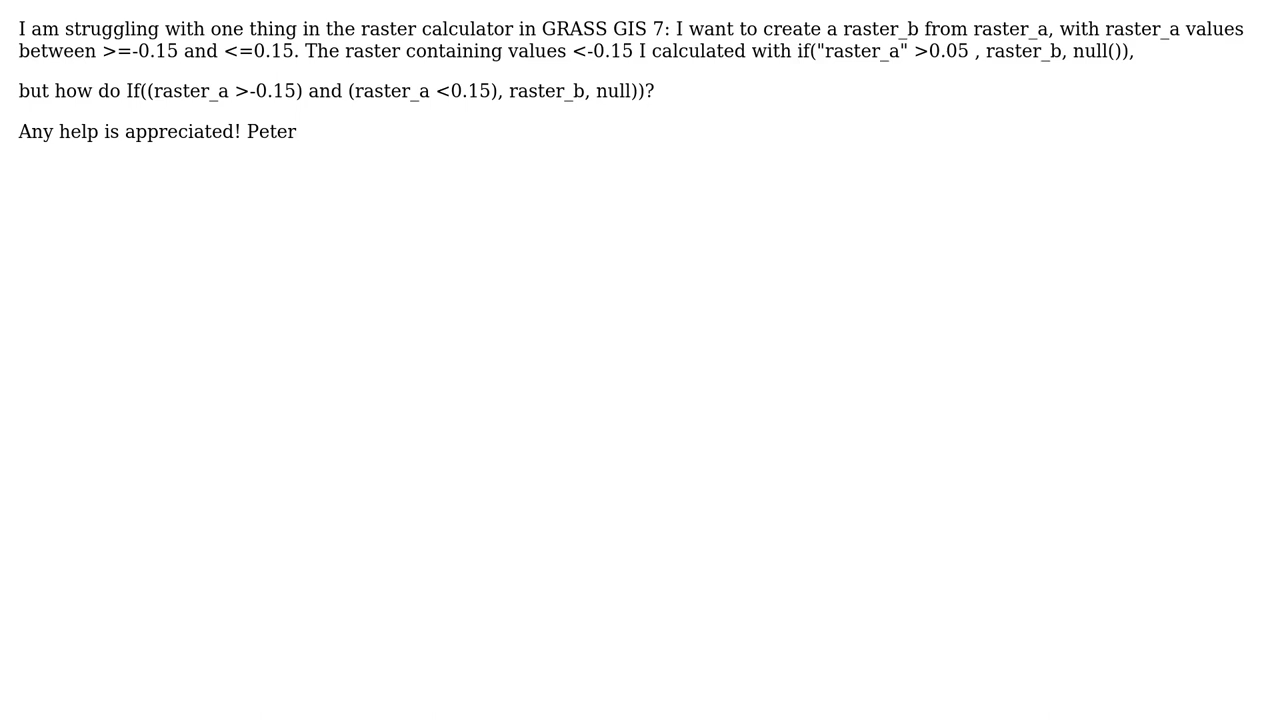 I am struggling with one thing in the raster calculator in GRASS GIS 7: I want to create a raster_b from raster_a, with raster_a values
between >=-0.15 and <=0.15. The raster containing values <-0.15 I calculated with if("raster_a" >0.05 , raster_b, null()),
but how do If((raster_a >-0.15) and (raster_a <0.15), raster_b, null))?
Any help is appreciated! Peter